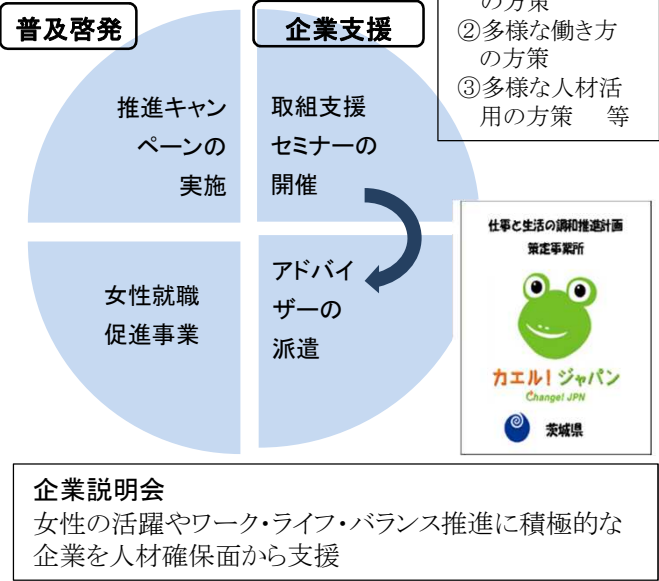 普及啓発
企業支援
の方策
②多様な働き方
の方策
③多様な人材活
用の方策 等
推進キャン
ペーンの
実施
取組支援
セミナーの
開催
女性就職
促進事業
アドバイ
ザーの
派遣
仕事と生活の調和推進計画
策定事業所
カエル！ジャパン
Change! JPN
茨城県
企業説明会
女性の活躍やワーク・ライフ・バランス推進に積極的な
企業を人材確保面から支援